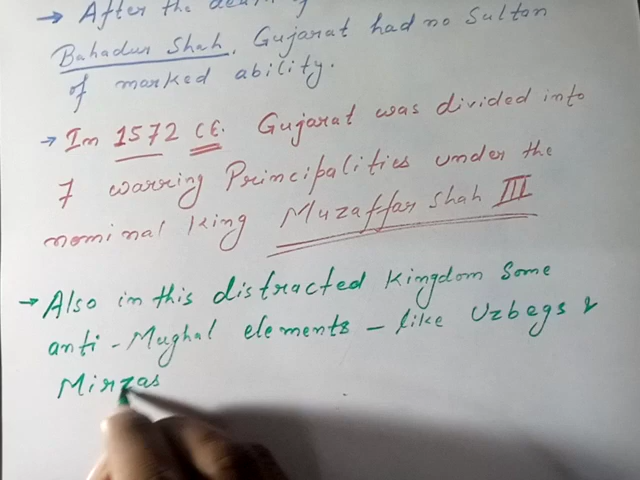 → After the death of
Bahadur Shah, Gujarat had no Sultan
of marked ability.
→ In 1572 CE. Gujarat was divided into
7 warring Principalities under the
nominal King Muzaffar Shah III
→ Also in this distracted Kingdom Some
anti-Mughal elements - like Uzbegs &
Mirzas